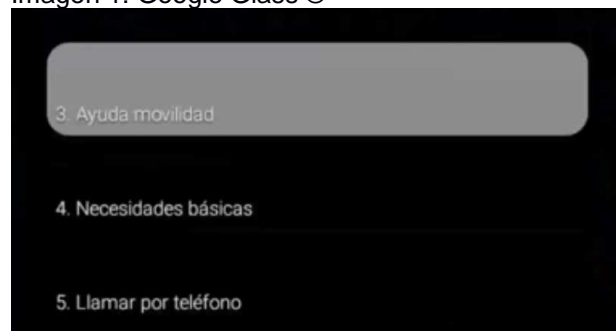 Imagen 1. Google Glass ®
3. Ayuda movilidad
4. Necesidades básicas
5. Llamar por teléfono